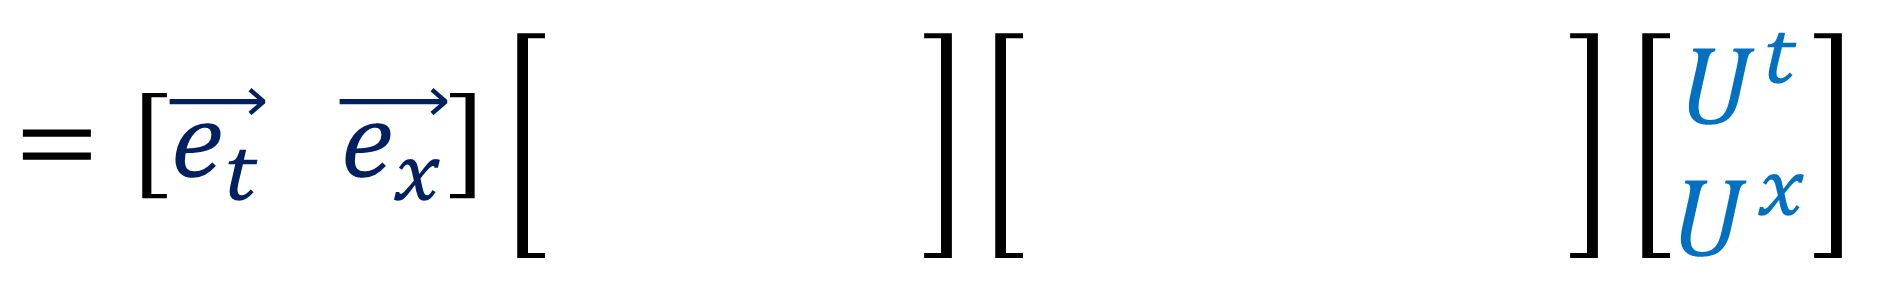 = [e⃗_t e⃗_x] [ ] [ ] [U^t
U^x]